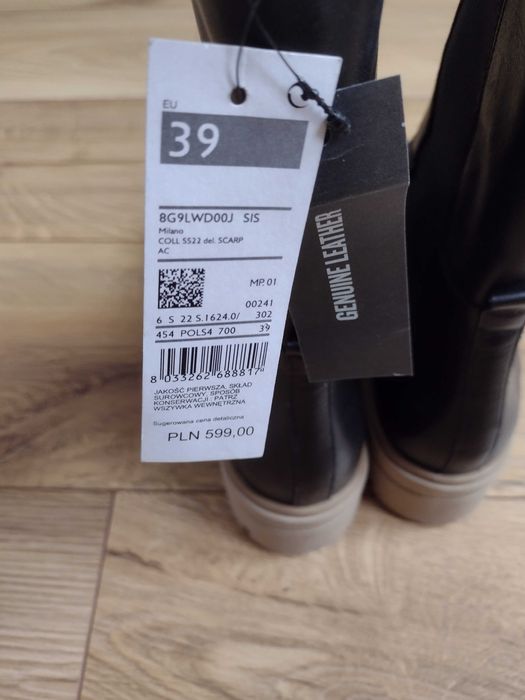 EU
39
8G9LWD00J SIS
Milano
COLL SS22 del. SCARP
AC
MP. 01
00241
6 S 22 S.1624.0/ 302
454 POLS4 700 39
8 033262 688817
JAKOŚĆ PIERWSZA, SKŁAD
SUROWCOWY, SPOSÓB
KONSERWACJI - PATRZ
WSZYWKA WEWNĘTRZNA
Sugerowana cena detaliczna
PLN 599,00
GENUINE LEATHER